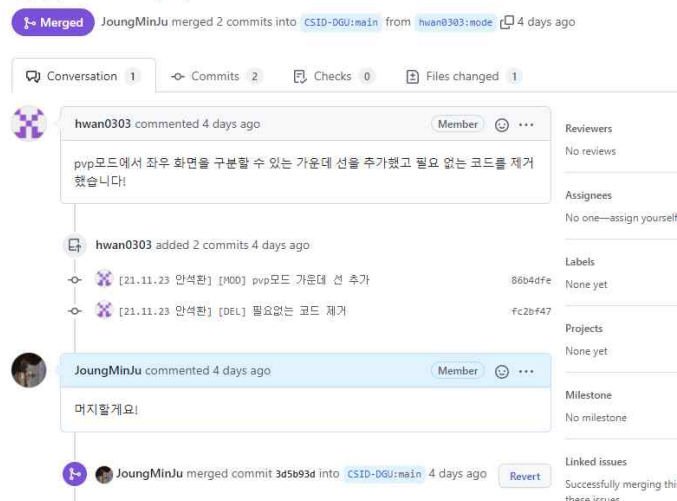 Merged JoungMinJu merged 2 commits into CSID-DGU:main from hwan0303:mode 4 days ago
Conversation 1 Commits 2 Checks 0 Files changed 1
hwan0303 commented 4 days ago Member
pvp모드에서 좌우 화면을 구분할 수 있는 가운데 선을 추가했고 필요 없는 코드를 제거
했습니다!
hwan0303 added 2 commits 4 days ago
[21.11.23 안석환] [MOD] pvp모드 가운데 선 추가 86b4dfe
[21.11.23 안석환] [DEL] 필요없는 코드 제거 fc2bf47
JoungMinJu commented 4 days ago Member
머지할게요!
JoungMinJu merged commit 3d5b93d into CSID-DGU:main 4 days ago Revert
Reviewers
No reviews
Assignees
No one—assign yourself
Labels
None yet
Projects
None yet
Milestone
No milestone
Linked issues
Successfully merging this
these issues.